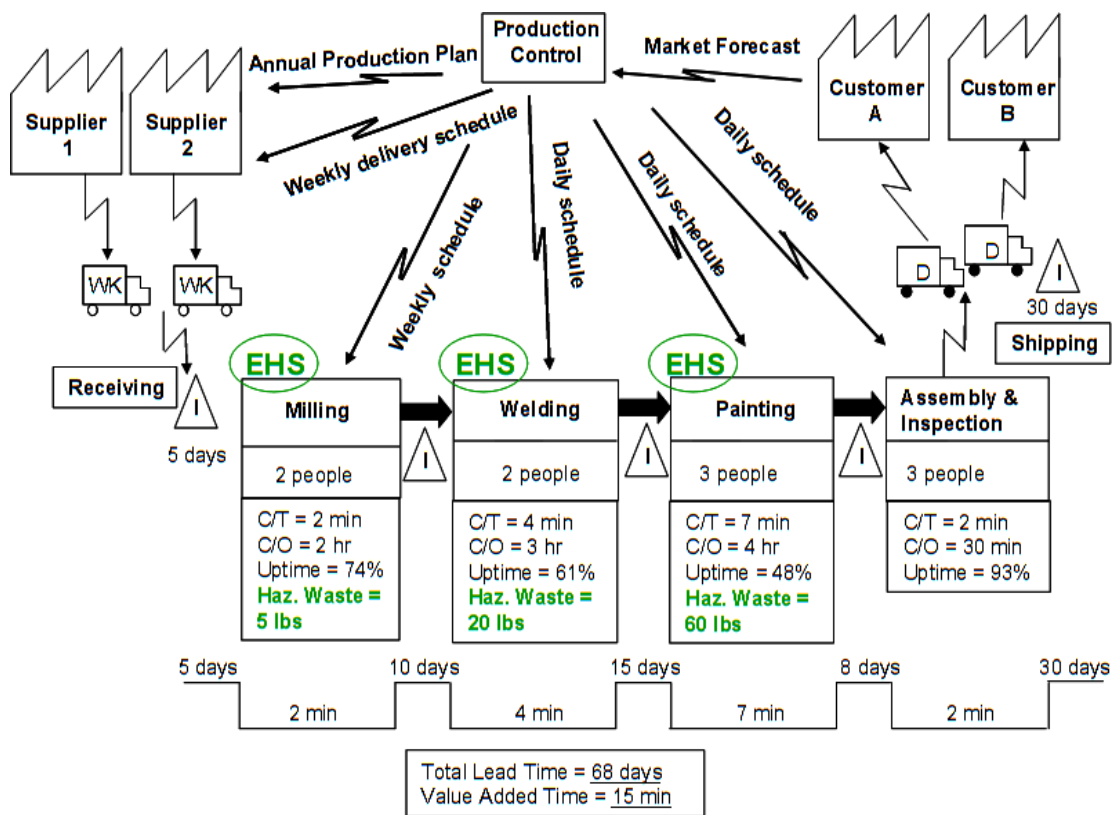 Production
Control
Annual Production Plan
Market Forecast
Supplier
1
Supplier
2
Customer
A
Customer
B
Weekly delivery schedule
Weekly schedule
Daily schedule
Daily schedule
Daily schedule
WK
WK
D
D
I
30 days
Shipping
Receiving
I
5 days
EHS
Milling
2 people
C/T = 2 min
C/O = 2 hr
Uptime = 74%
Haz. Waste =
5 lbs
I
EHS
Welding
2 people
C/T = 4 min
C/O = 3 hr
Uptime = 61%
Haz. Waste =
20 lbs
I
EHS
Painting
3 people
C/T = 7 min
C/O = 4 hr
Uptime = 48%
Haz. Waste =
60 lbs
I
Assembly &
Inspection
3 people
C/T = 2 min
C/O = 30 min
Uptime = 93%
5 days
10 days
15 days
8 days
30 days
2 min
4 min
7 min
2 min
Total Lead Time = 68 days
Value Added Time = 15 min